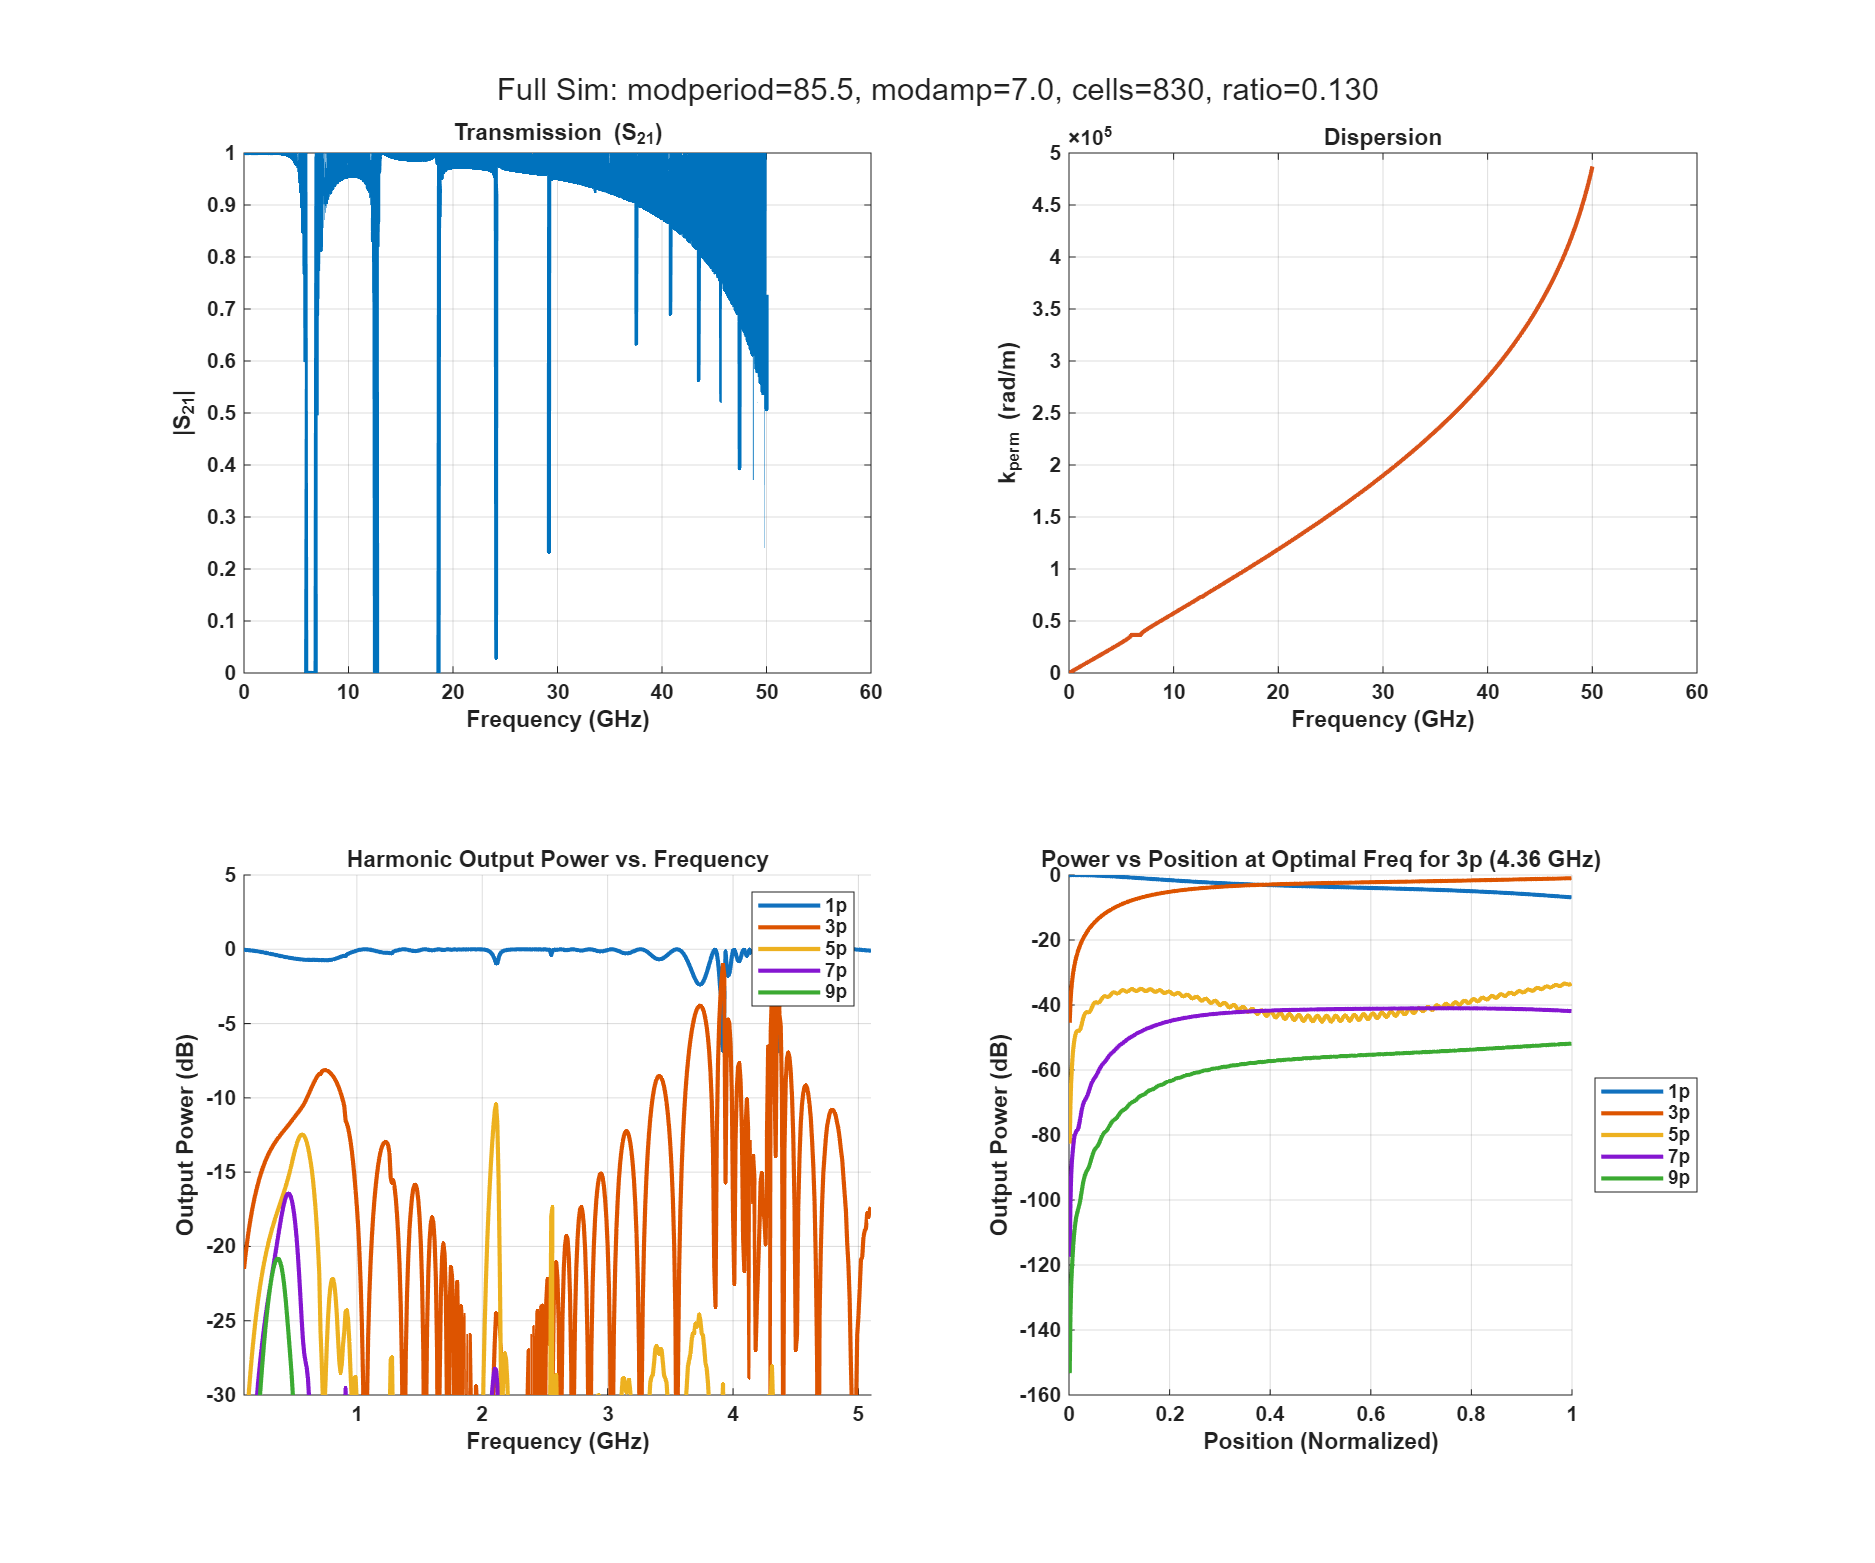 Full Sim: modperiod=85.5, modamp=7.0, cells=830, ratio=0.130
Transmission (S21)
1
0.9
0.8
0.7
0.6
0.5
0.4
0.3
0.2
0.1
0
|S21|
0 10 20 30 40 50 60
Frequency (GHz)
×10^5
Dispersion
5
4.5
4
3.5
3
2.5
2
1.5
1
0.5
0
kperm (rad/m)
0 10 20 30 40 50 60
Frequency (GHz)
Harmonic Output Power vs. Frequency
5
0
-5
-10
-15
-20
-25
-30
Output Power (dB)
1p
3p
5p
7p
9p
1 2 3 4 5
Frequency (GHz)
Power vs Position at Optimal Freq for 3p (4.36 GHz)
0
-20
-40
-60
-80
-100
-120
-140
-160
Output Power (dB)
1p
3p
5p
7p
9p
0 0.2 0.4 0.6 0.8 1
Position (Normalized)